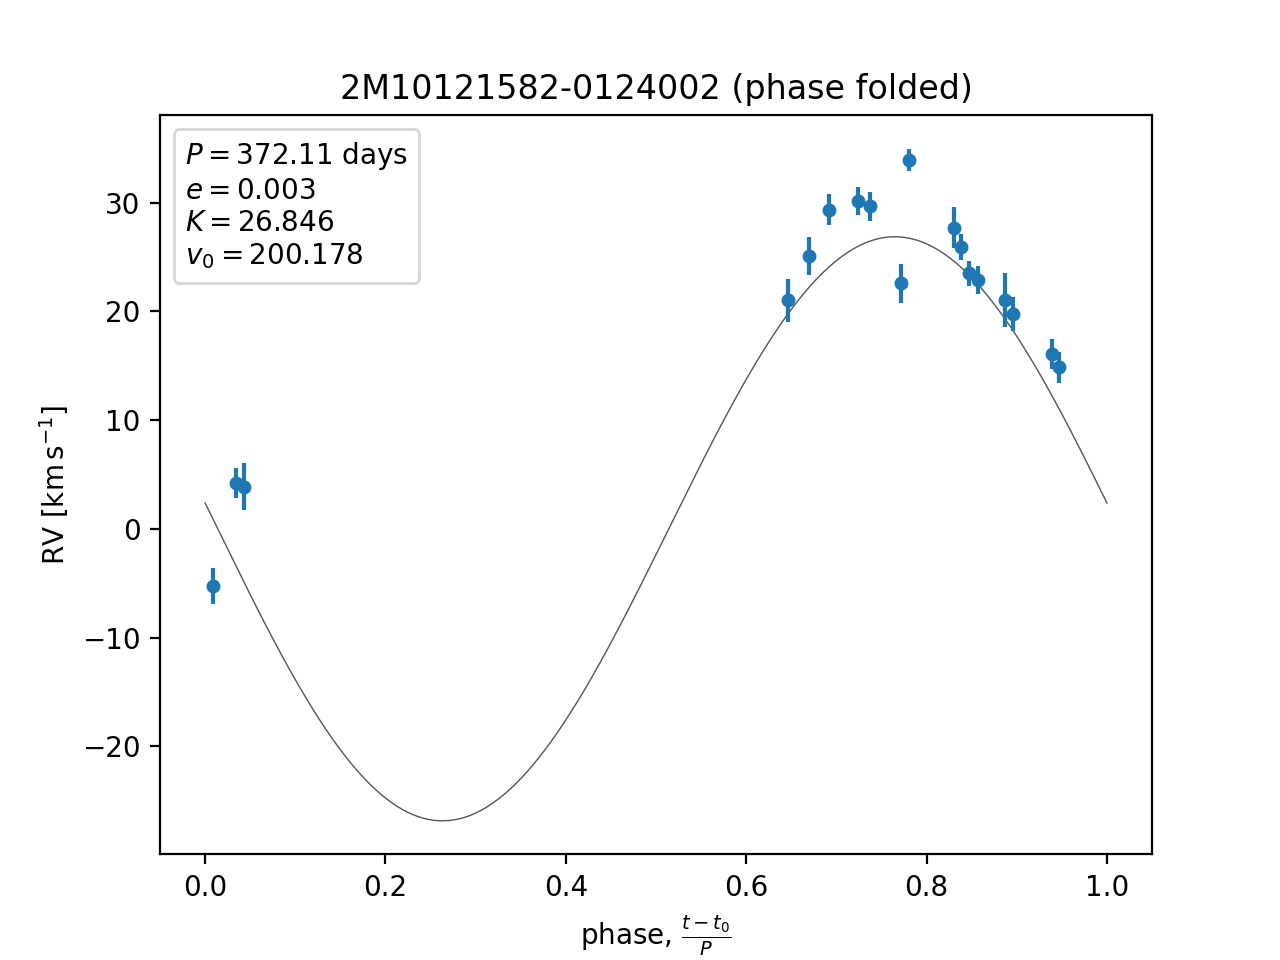 2M10121582-0124002 (phase folded)
P = 372.11 days
e = 0.003
K = 26.846
v₀ = 200.178
RV [km s⁻¹]
30
20
10
0
−10
−20
0.0 0.2 0.4 0.6 0.8 1.0
phase, (t − t₀)/P